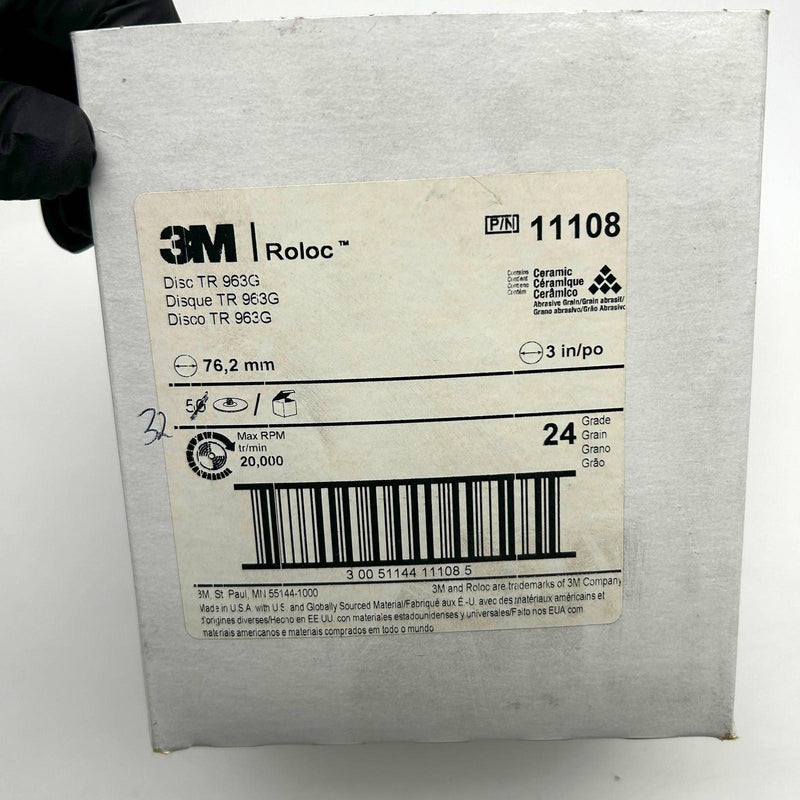 3M | Roloc™
P/N 11108
Disc TR 963G
Disque TR 963G
Disco TR 963G
Contains
Contient
Contiene
Contém
Ceramic
Céramique
Cerâmico
Abrasive Grain/Grain abrasif/
Grano abrasivo/Grão Abrasivo
76,2 mm
3 in/po
50 /
32
Max RPM
tr/min
20,000
24
Grade
Grain
Grano
Grão
3 00 51144 11108 5
3M, St. Paul, MN 55144-1000
3M and Roloc are trademarks of 3M Company
Made in U.S.A. with U.S. and Globally Sourced Material/Fabriqué aux É.-U. avec des matériaux américains et
d'origines diverses/Hecho en EE.UU. con materiales estadounidenses y universales/Feito nos EUA com
materiais americanos e materiais comprados em todo o mundo